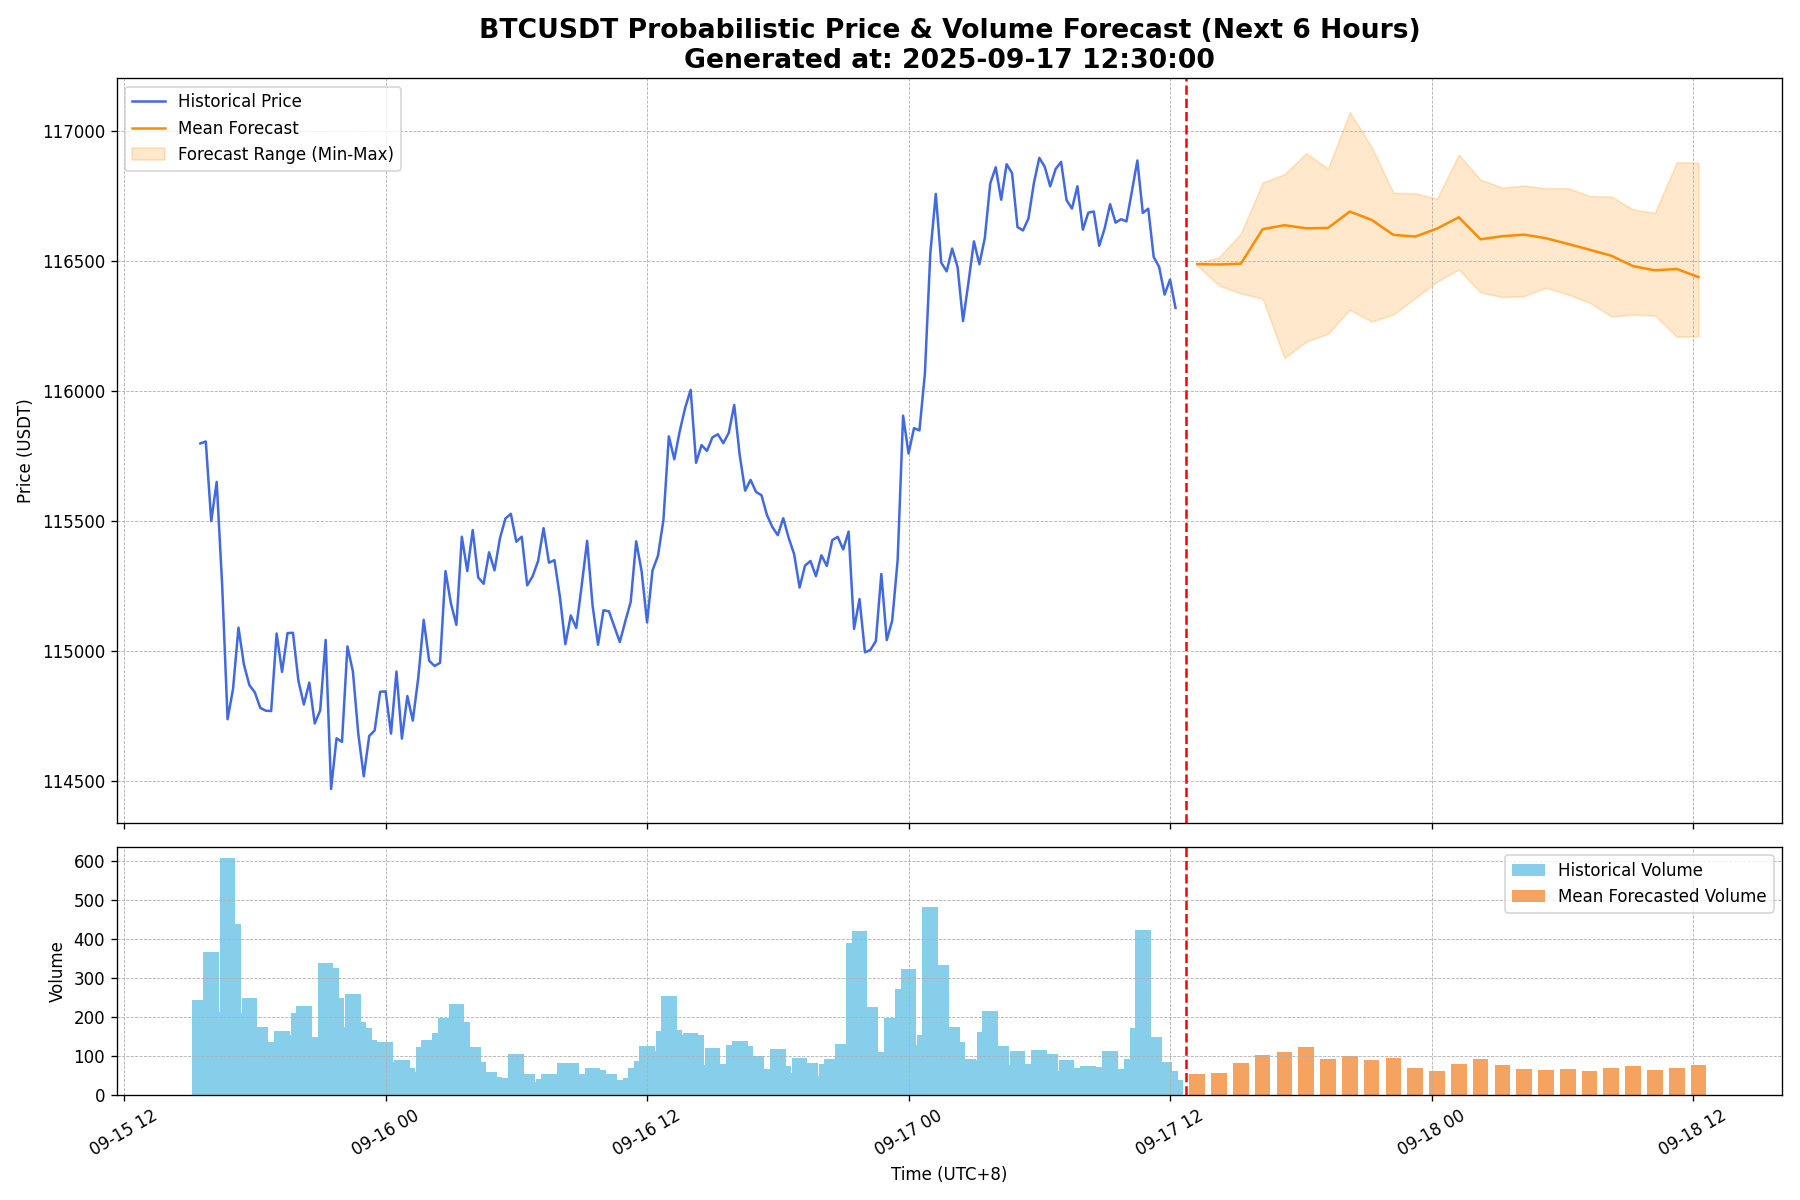 BTCUSDT Probabilistic Price & Volume Forecast (Next 6 Hours)
Generated at: 2025-09-17 12:30:00
Historical Price
Mean Forecast
Forecast Range (Min-Max)
117000
116500
116000
115500
115000
114500
Price (USDT)
Historical Volume
Mean Forecasted Volume
600
500
400
300
200
100
0
Volume
09-15 12
09-16 00
09-16 12
09-17 00
09-17 12
09-18 00
09-18 12
Time (UTC+8)